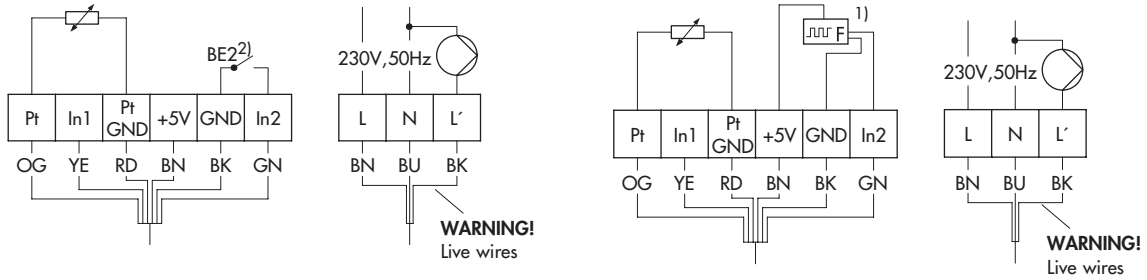 BE2²⁾
230V,50Hz
Pt In1 Pt GND +5V GND In2
L N L´
OG YE RD BN BK GN
BN BU BK
WARNING!
Live wires
1)
F
230V,50Hz
Pt In1 Pt GND +5V GND In2
L N L´
OG YE RD BN BK GN
BN BU BK
WARNING!
Live wires